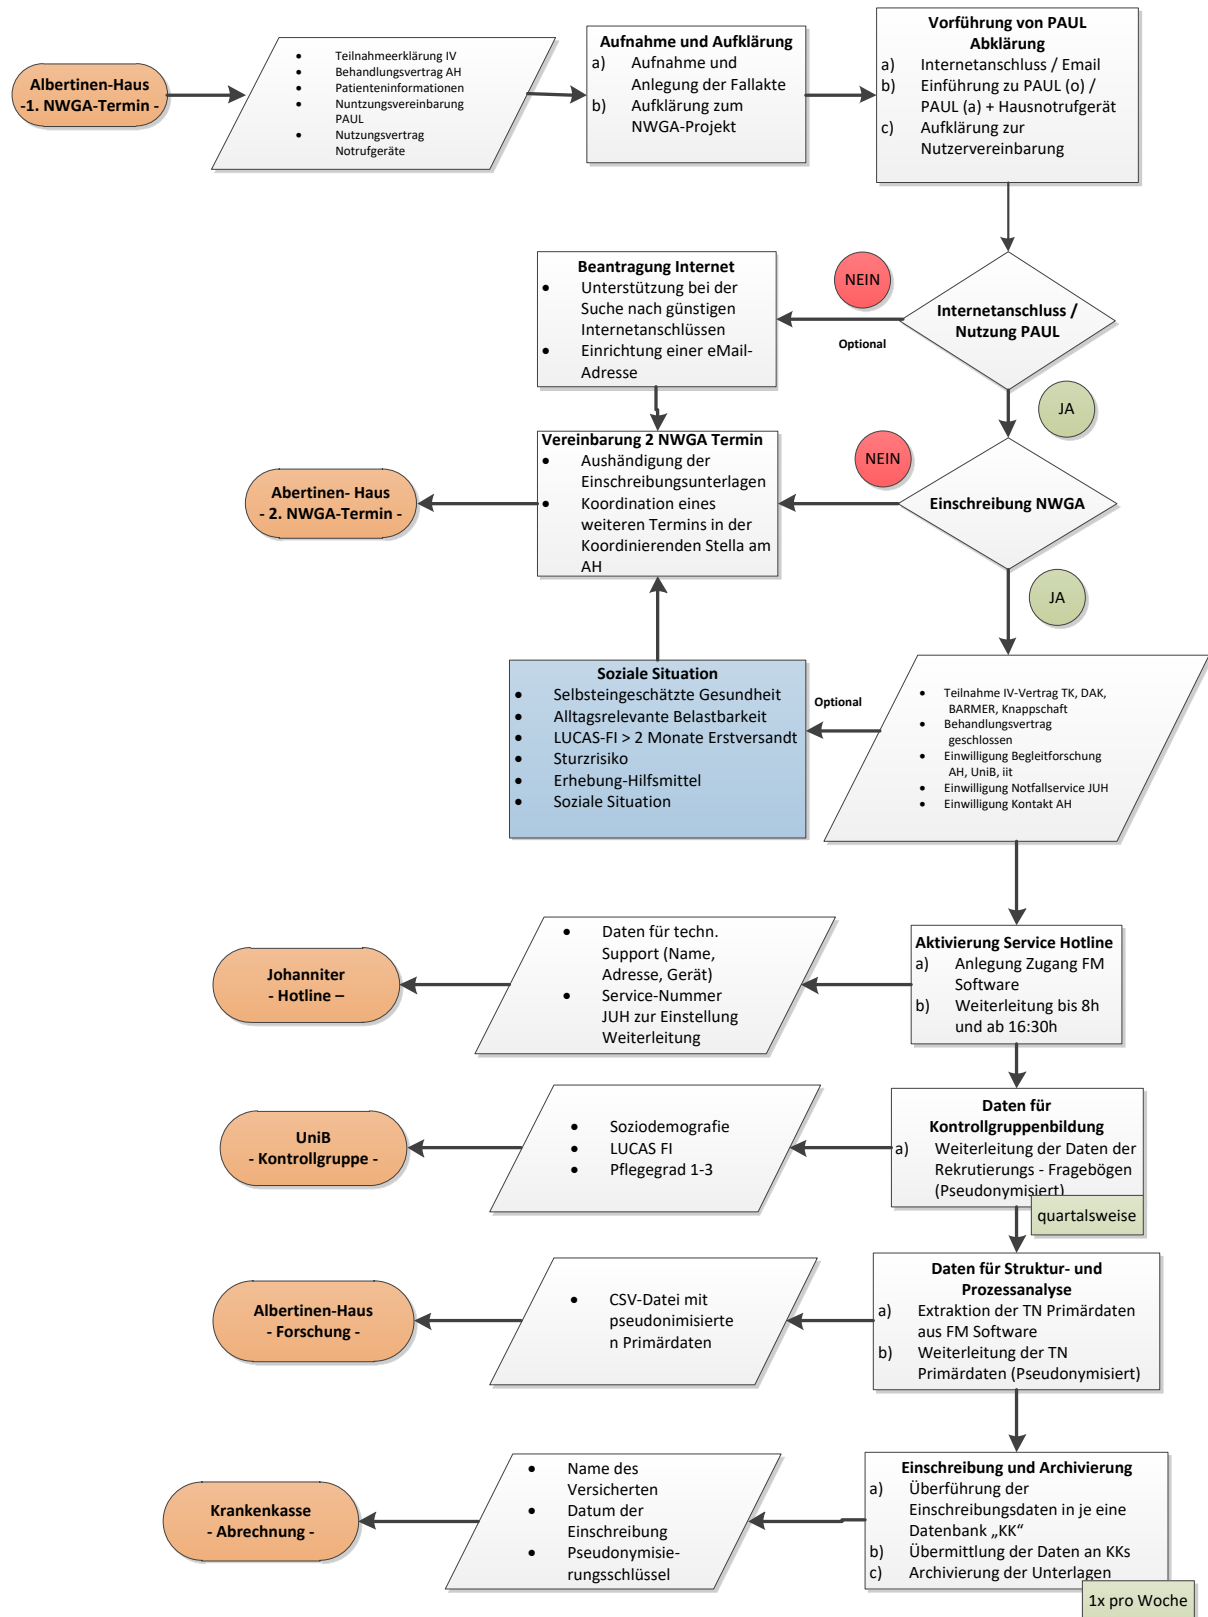 Albertinen-Haus
-1. NWGA-Termin -
• Teilnahmeerklärung IV
• Behandlungsvertrag AH
• Patienteninformationen
• Nuntzungsvereinbarung
PAUL
• Nutzungsvertrag
Notrufgeräte
Aufnahme und Aufklärung
a) Aufnahme und
Anlegung der Fallakte
b) Aufklärung zum
NWGA-Projekt
Vorführung von PAUL
Abklärung
a) Internetanschluss / Email
b) Einführung zu PAUL (o) /
PAUL (a) + Hausnotrufgerät
c) Aufklärung zur
Nutzervereinbarung
Internetanschluss /
Nutzung PAUL
NEIN
Optional
JA
Beantragung Internet
• Unterstützung bei der
Suche nach günstigen
Internetanschlüssen
• Einrichtung einer eMail-
Adresse
Einschreibung NWGA
NEIN
JA
Vereinbarung 2 NWGA Termin
• Aushändigung der
Einschreibungsunterlagen
• Koordination eines
weiteren Termins in der
Koordinierenden Stella am
AH
Abertinen- Haus
- 2. NWGA-Termin -
Soziale Situation
• Selbsteingeschätzte Gesundheit
• Alltagsrelevante Belastbarkeit
• LUCAS-FI > 2 Monate Erstversandt
• Sturzrisiko
• Erhebung-Hilfsmittel
• Soziale Situation
Optional
• Teilnahme IV-Vertrag TK, DAK,
BARMER, Knappschaft
• Behandlungsvertrag
geschlossen
• Einwilligung Begleitforschung
AH, UniB, iit
• Einwilligung Notfallservice JUH
• Einwilligung Kontakt AH
Aktivierung Service Hotline
a) Anlegung Zugang FM
Software
b) Weiterleitung bis 8h
und ab 16:30h
• Daten für techn.
Support (Name,
Adresse, Gerät)
• Service-Nummer
JUH zur Einstellung
Weiterleitung
Johanniter
- Hotline –
Daten für
Kontrollgruppenbildung
a) Weiterleitung der Daten der
Rekrutierungs - Fragebögen
(Pseudonymisiert)
quartalsweise
• Soziodemografie
• LUCAS FI
• Pflegegrad 1-3
UniB
- Kontrollgruppe -
Daten für Struktur- und
Prozessanalyse
a) Extraktion der TN Primärdaten
aus FM Software
b) Weiterleitung der TN
Primärdaten (Pseudonymisiert)
• CSV-Datei mit
pseudonimisierte
n Primärdaten
Albertinen-Haus
- Forschung -
Einschreibung und Archivierung
a) Überführung der
Einschreibungsdaten in je eine
Datenbank „KK“
b) Übermittlung der Daten an KKs
c) Archivierung der Unterlagen
1x pro Woche
• Name des
Versicherten
• Datum der
Einschreibung
• Pseudonymisie-
rungsschlüssel
Krankenkasse
- Abrechnung -